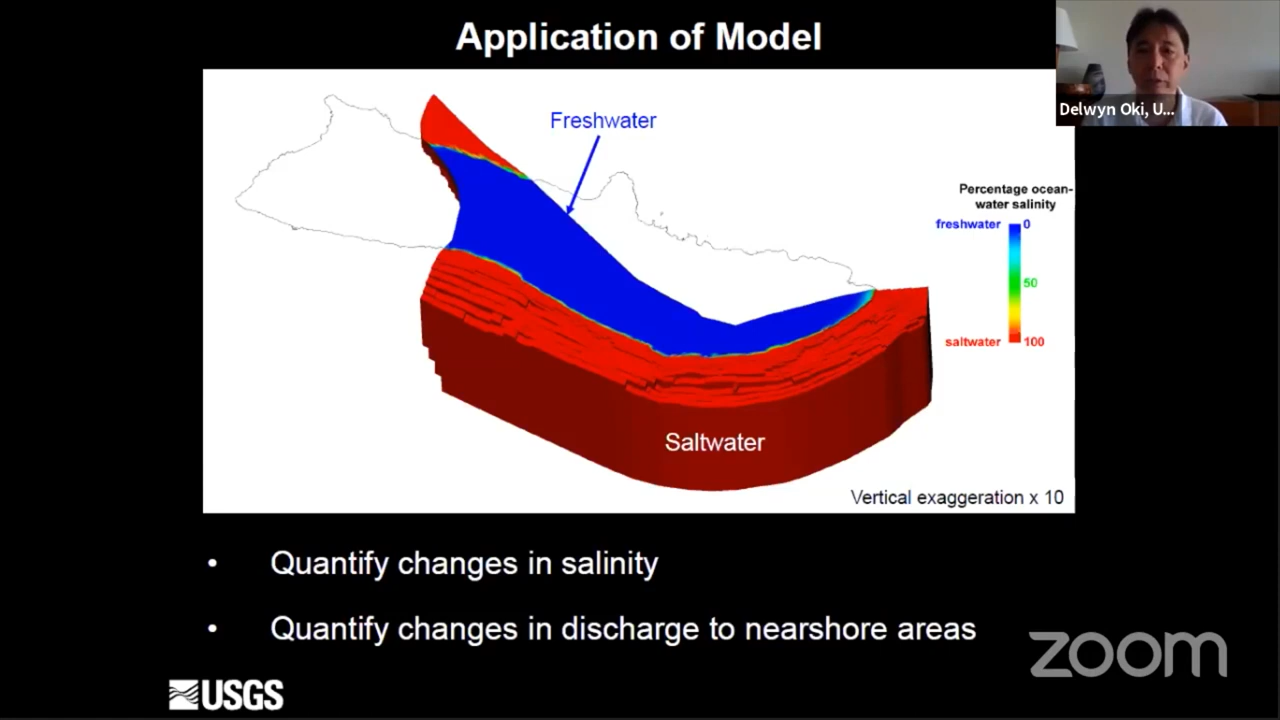 Application of Model
Delwyn Oki, U...
Freshwater
Percentage ocean-
water salinity
freshwater 0
50
saltwater 100
Saltwater
Vertical exaggeration x 10
• Quantify changes in salinity
• Quantify changes in discharge to nearshore areas
zoom
USGS